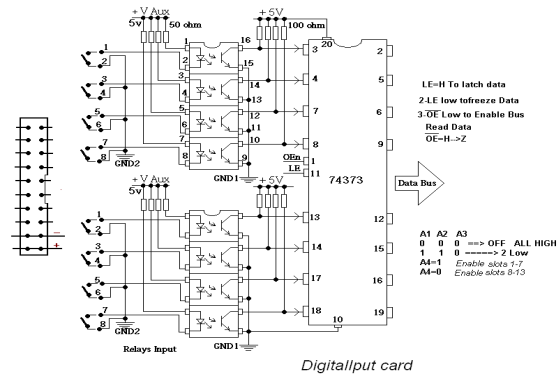 + V Aux
5v
50 ohm
+ 5V
100 ohm
1
2
3
4
5
6
7
8
GND2
1
16
2
15
3
14
4
13
5
12
6
11
7
10
8
9
GND1
20
3
4
7
8
OEn
1
LE
11
74373
2
5
6
9
12
15
16
19
13
14
17
18
10
Data Bus
LE=H To latch data
2-LE low tofreeze Data
3-OE Low to Enable Bus
Read Data
OE=H-->Z
A1 A2 A3
0 0 0 ==> OFF ALL HIGH
1 1 0 -----> 2 Low
A4=1 Enable slots 1-7
A4=0 Enable slots 8-13
+ V Aux
5v
+ 5V
1
2
3
4
5
6
7
8
GND2
GND1
Relays Input
− 
+
DigitalIput card